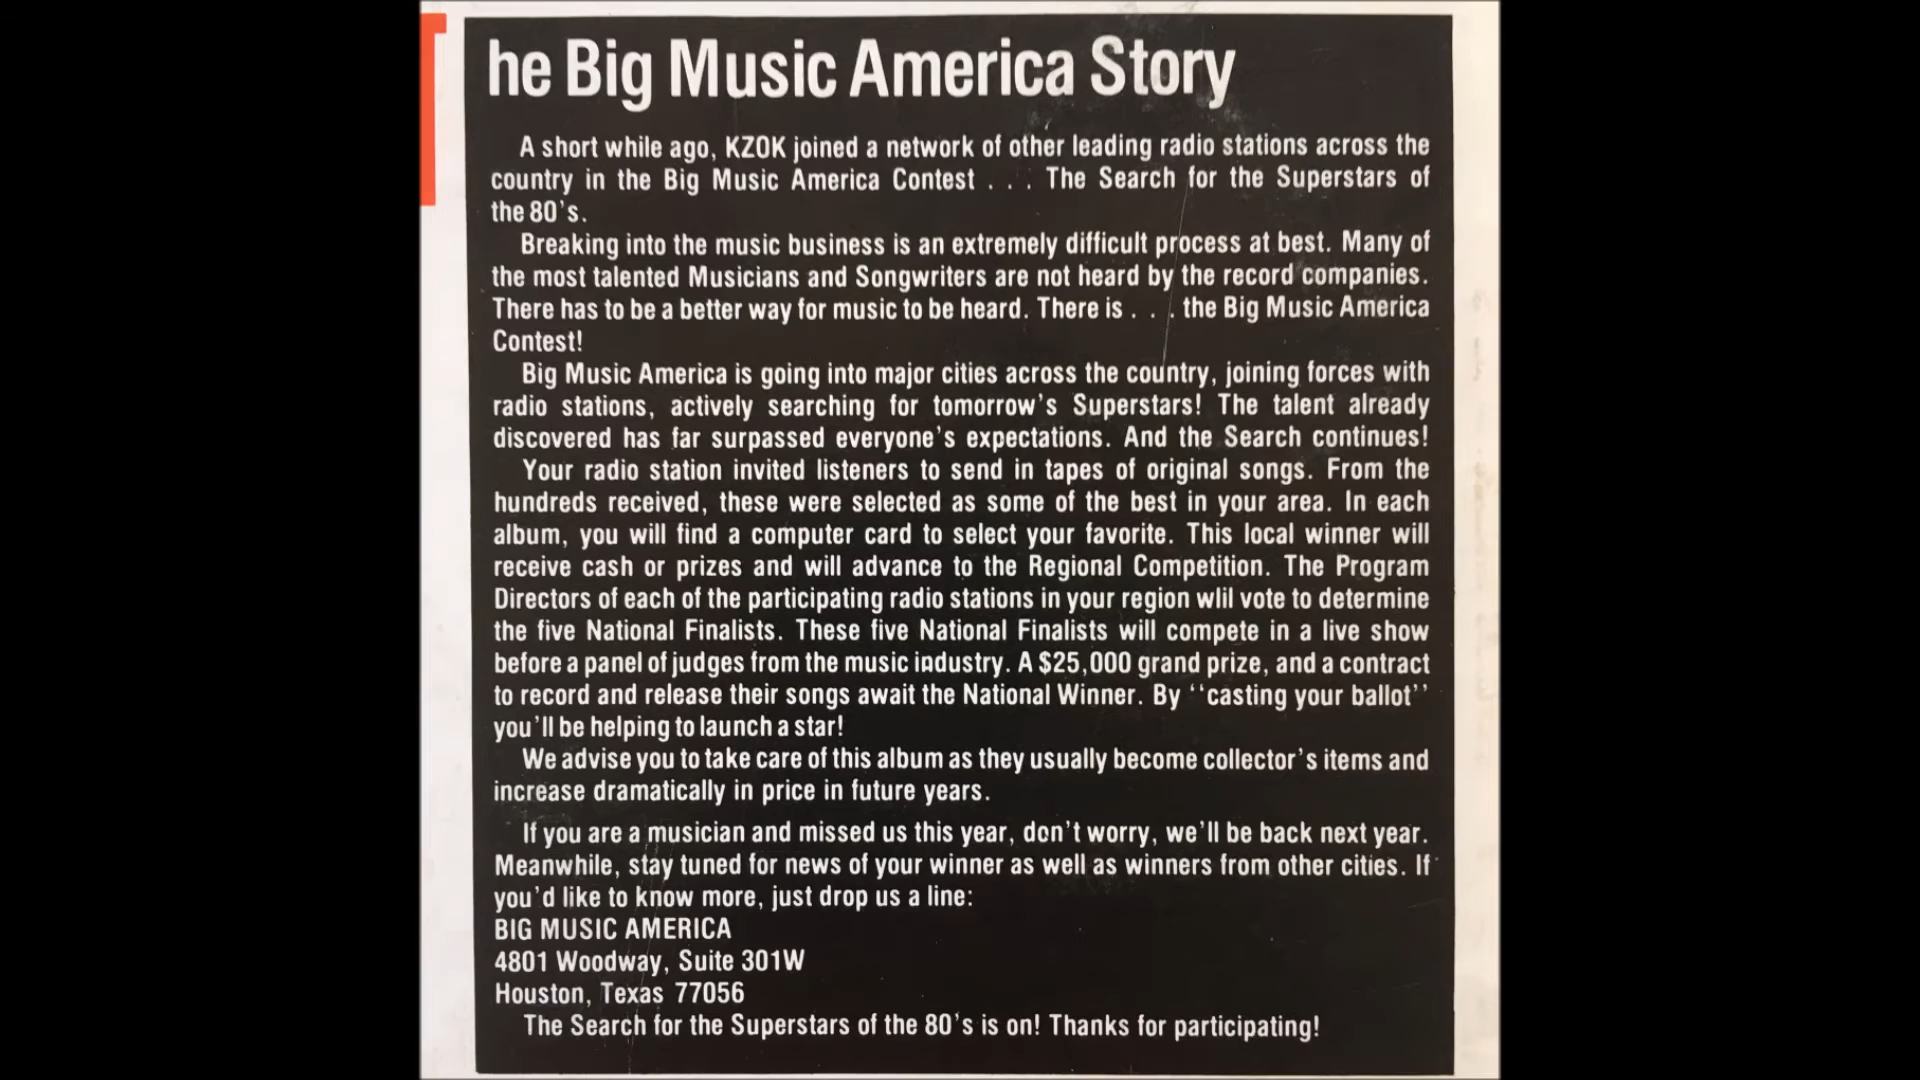 he Big Music America Story
A short while ago, KZOK joined a network of other leading radio stations across the
country in the Big Music America Contest . . . The Search for the Superstars of
the 80's.
Breaking into the music business is an extremely difficult process at best. Many of
the most talented Musicians and Songwriters are not heard by the record companies.
There has to be a better way for music to be heard. There is . . . the Big Music America
Contest!
Big Music America is going into major cities across the country, joining forces with
radio stations, actively searching for tomorrow's Superstars! The talent already
discovered has far surpassed everyone's expectations. And the Search continues!
Your radio station invited listeners to send in tapes of original songs. From the
hundreds received, these were selected as some of the best in your area. In each
album, you will find a computer card to select your favorite. This local winner will
receive cash or prizes and will advance to the Regional Competition. The Program
Directors of each of the participating radio stations in your region wlil vote to determine
the five National Finalists. These five National Finalists will compete in a live show
before a panel of judges from the music industry. A $25,000 grand prize, and a contract
to record and release their songs await the National Winner. By ''casting your ballot''
you'll be helping to launch a star!
We advise you to take care of this album as they usually become collector's items and
increase dramatically in price in future years.
If you are a musician and missed us this year, don't worry, we'll be back next year.
Meanwhile, stay tuned for news of your winner as well as winners from other cities. If
you'd like to know more, just drop us a line:
BIG MUSIC AMERICA
4801 Woodway, Suite 301W
Houston, Texas 77056
The Search for the Superstars of the 80's is on! Thanks for participating!